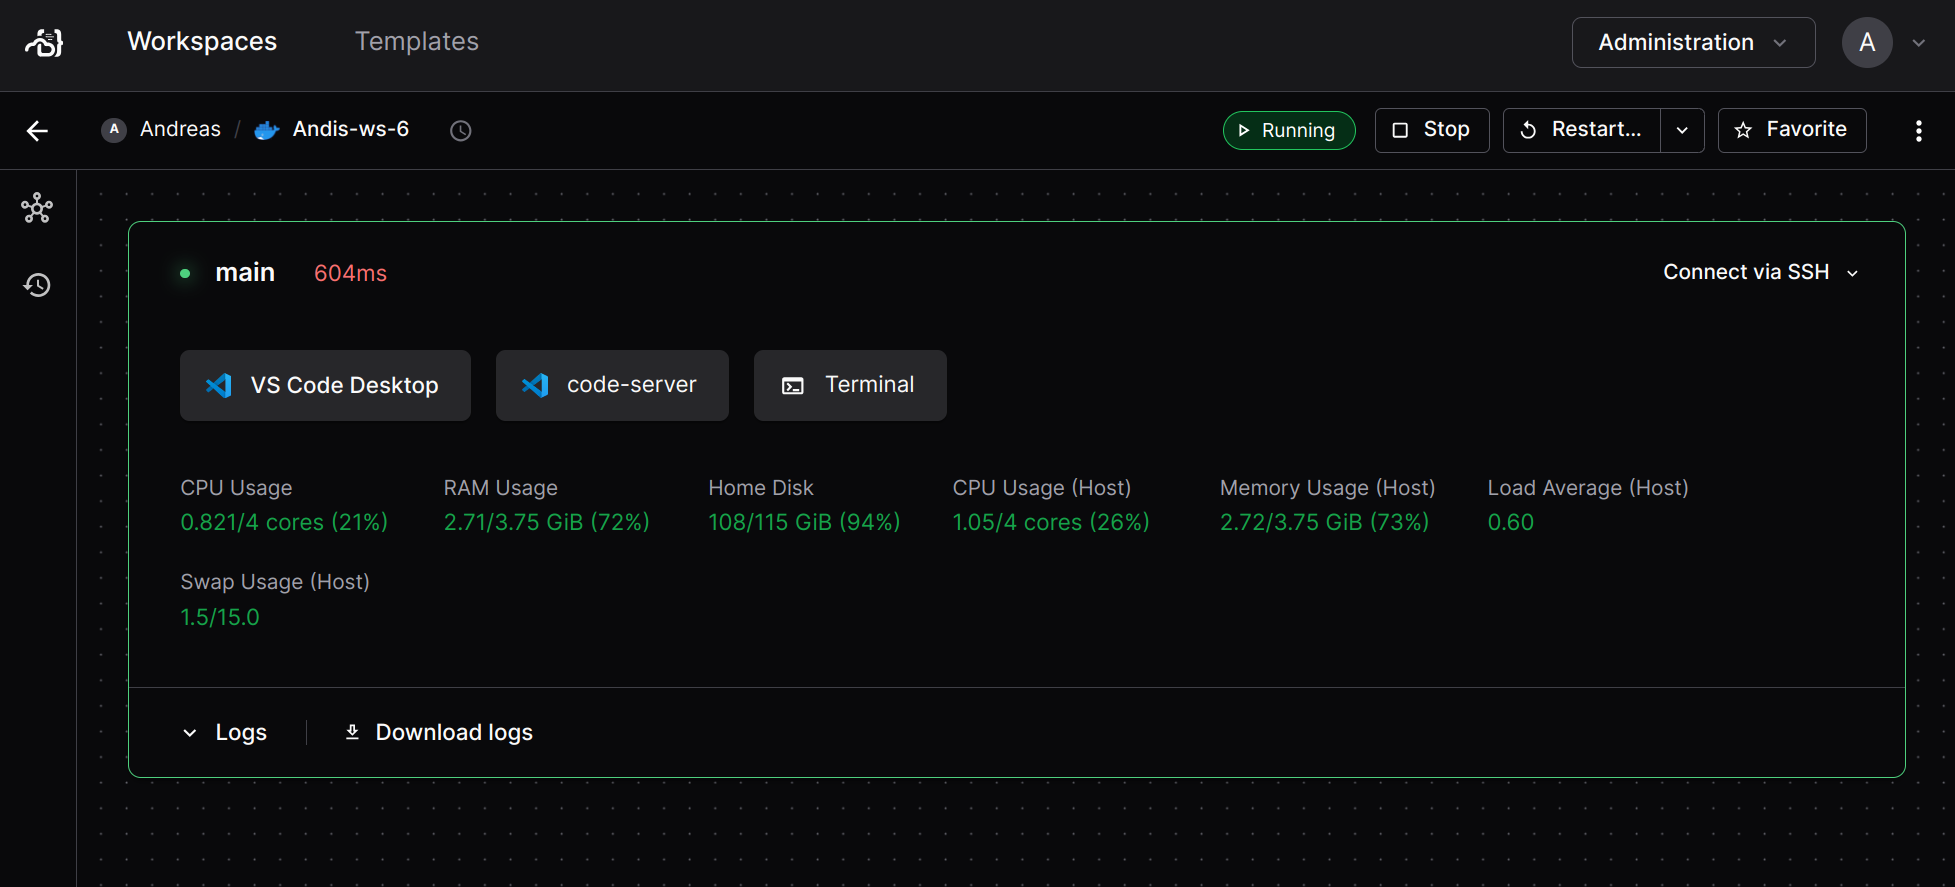 Workspaces Templates Administration A
A Andreas / Andis-ws-6 Running Stop Restart... Favorite
main 604ms Connect via SSH
VS Code Desktop code-server Terminal
CPU Usage RAM Usage Home Disk CPU Usage (Host) Memory Usage (Host) Load Average (Host)
0.821/4 cores (21%) 2.71/3.75 GiB (72%) 108/115 GiB (94%) 1.05/4 cores (26%) 2.72/3.75 GiB (73%) 0.60
Swap Usage (Host)
1.5/15.0
Logs Download logs